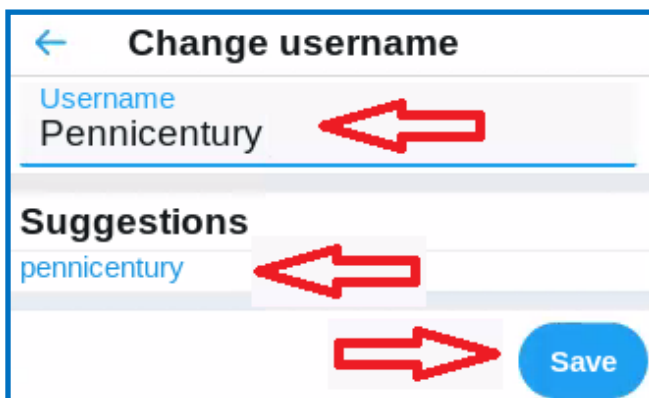 Change username
Username
Pennicentury
Suggestions
pennicentury
Save